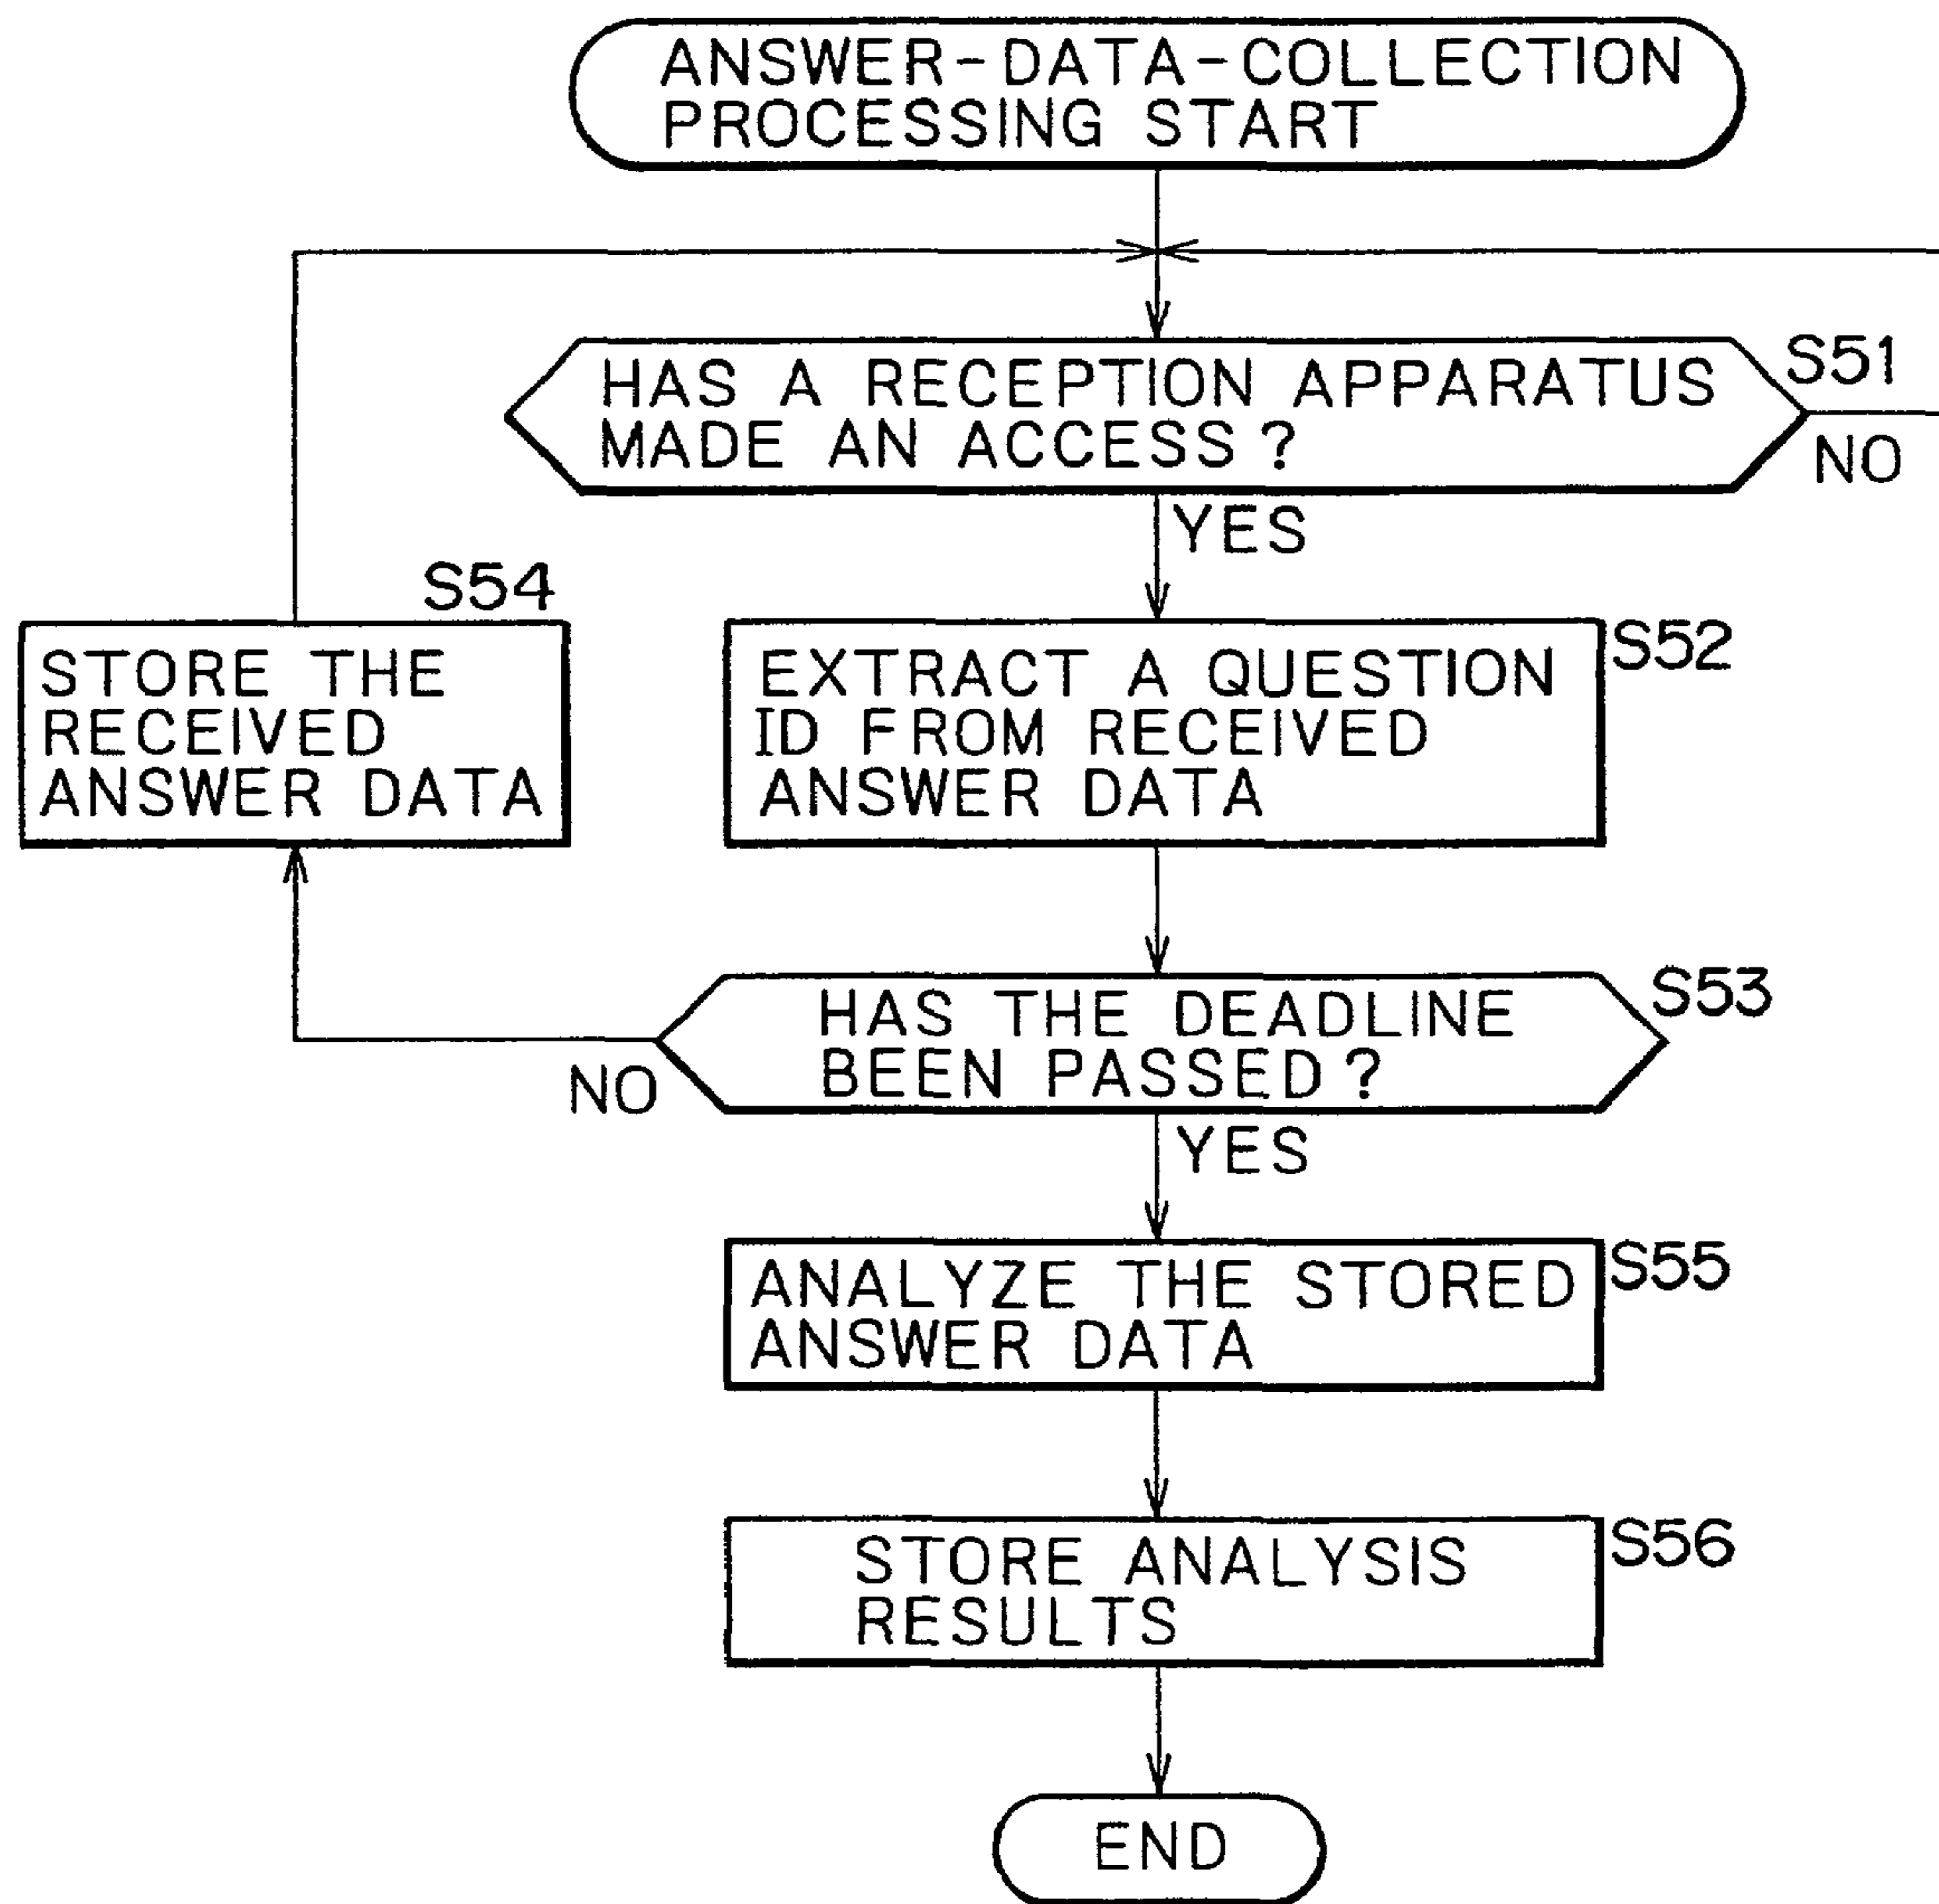 ANSWER-DATA-COLLECTION
PROCESSING START
HAS A RECEPTION APPARATUS
MADE AN ACCESS?
S51
NO
YES
S54
STORE THE
RECEIVED
ANSWER DATA
EXTRACT A QUESTION
ID FROM RECEIVED
ANSWER DATA
S52
HAS THE DEADLINE
BEEN PASSED?
S53
NO
YES
ANALYZE THE STORED
ANSWER DATA
S55
STORE ANALYSIS
RESULTS
S56
END